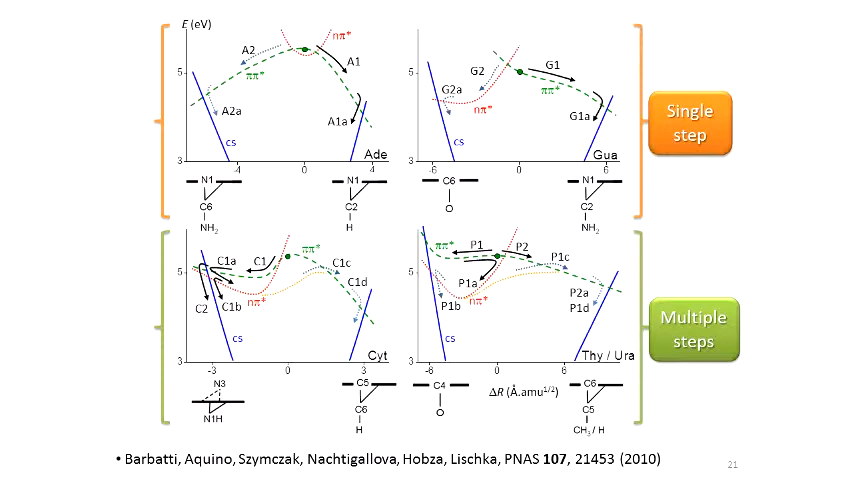 E (eV)
nπ*
A2
A1
5
ππ*
A2a
A1a
cs
Ade
3
-4
0
4
N1
C6
NH2
N1
C2
H
G2
G1
5
G2a
ππ*
nπ*
G1a
cs
Gua
3
-6
0
6
C6
O
N1
C2
NH2
Single
step
ππ*
C1a
C1
C1c
5
C1d
nπ*
C2
C1b
cs
Cyt
3
-3
0
3
N3
N1H
C5
C6
H
ππ*
P1
P2
P1c
5
P1a
P2a
nπ*
P1b
P1d
cs
Thy / Ura
3
-6
0
6
C4
O
ΔR (Å.amu1/2)
C6
C5
CH3 / H
Multiple
steps
• Barbatti, Aquino, Szymczak, Nachtigallova, Hobza, Lischka, PNAS 107, 21453 (2010)
21